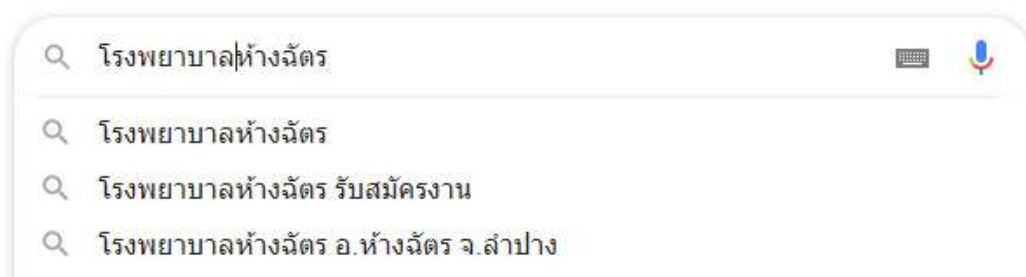 โรงพยาบาลห้างฉัตร
โรงพยาบาลห้างฉัตร
โรงพยาบาลห้างฉัตร รับสมัครงาน
โรงพยาบาลห้างฉัตร อ.ห้างฉัตร จ.ลำปาง